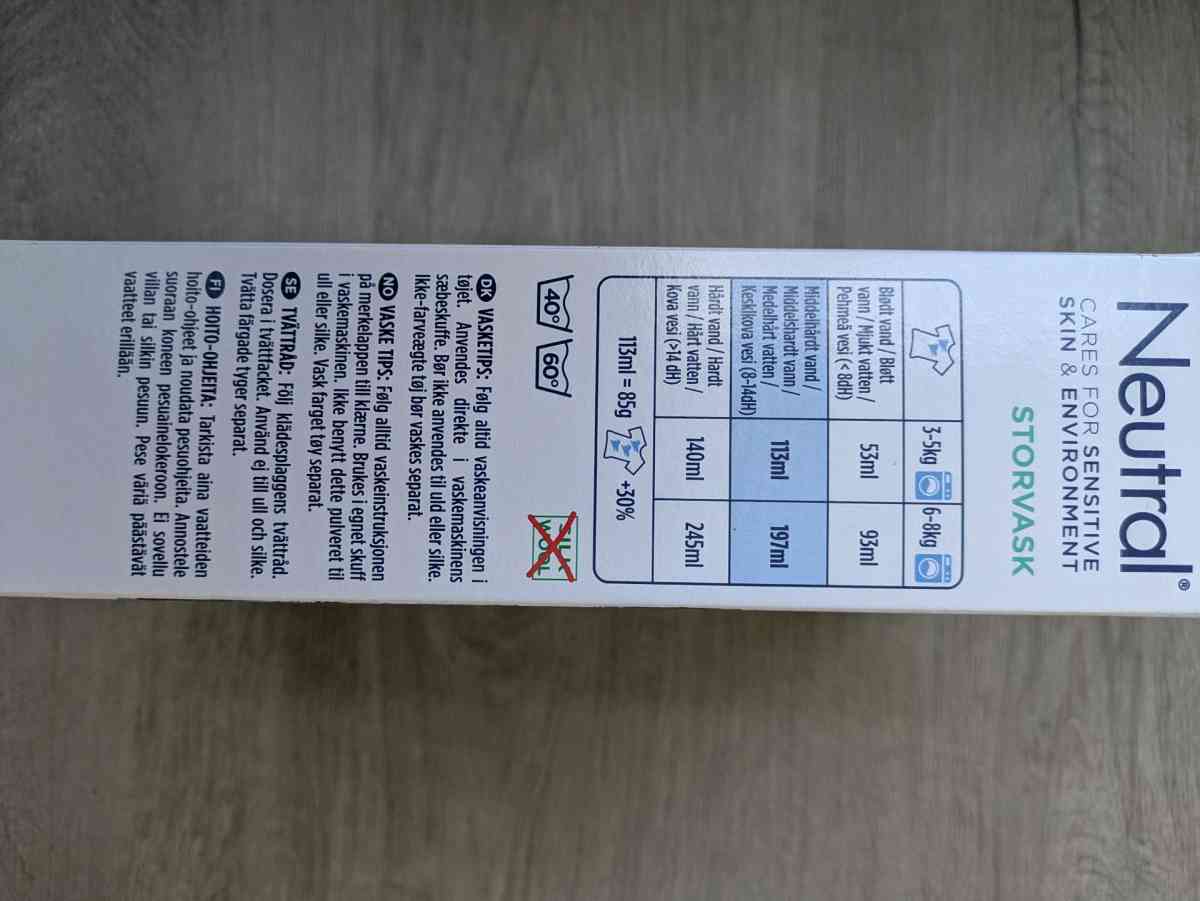 Neutral®
CARES FOR SENSITIVE
SKIN & ENVIRONMENT
STORVASK
3-5kg 6-8kg
Blødt vand / Bløtt
vann / Mjukt vatten /
Pehmeä vesi (< 8dH)
53ml 93ml
Middelhårdt vand /
Middelshardt vann /
Medelhårt vatten /
Keskikova vesi (8-14dH)
113ml 197ml
Hårdt vand / Hardt
vann / Hårt vatten /
Kova vesi (>14 dH)
140ml 245ml
113ml = 85g +30%
40° 60°
SILK
WOOL
DK VASKETIPS: Følg altid vaskeanvisningen i
tøjet. Anvendes direkte i vaskemaskinens
sæbeskuffe. Bør ikke anvendes til uld eller silke.
Ikke-farveægte tøj bør vaskes separat.
NO VASKE TIPS: Følg alltid vaskeinstruksjonen
på merkelappen till klærne. Brukes i egnet skuff
i vaskemaskinen. Ikke benytt dette pulveret til
ull eller silke. Vask farget tøy separat.
SE TVÄTTRÅD: Följ klädesplaggens tvättråd.
Dosera i tvättfacket. Använd ej till ull och silke.
Tvätta färgade tyger separat.
FI HOITO-OHJEITA: Tarkista aina vaatteiden
hoito-ohjeet ja noudata pesuohjeita. Annostele
suoraan koneen pesuainelokeroon. Ei sovellu
villan tai silkin pesuun. Pese väriä päästävät
vaatteet erillään.